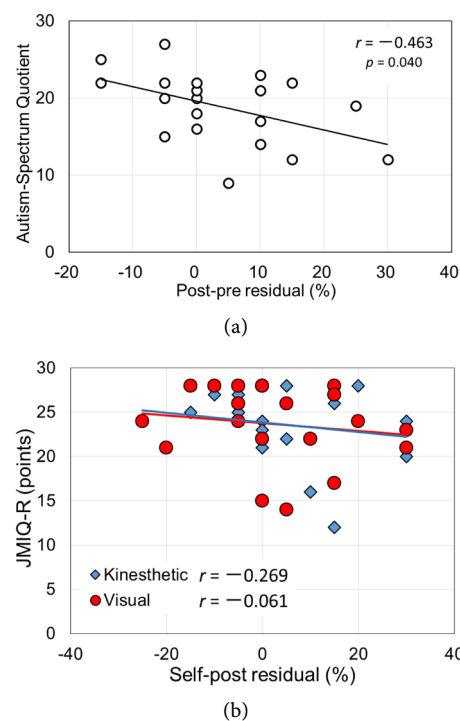 30
20
10
0
Autism-Spectrum Quotient
r = −0.463
p = 0.040
-20 -10 0 10 20 30 40
Post-pre residual (%)
(a)
30
25
20
15
10
5
0
JMIQ-R (points)
Kinesthetic r = −0.269
Visual r = −0.061
-40 -20 0 20 40
Self-post residual (%)
(b)